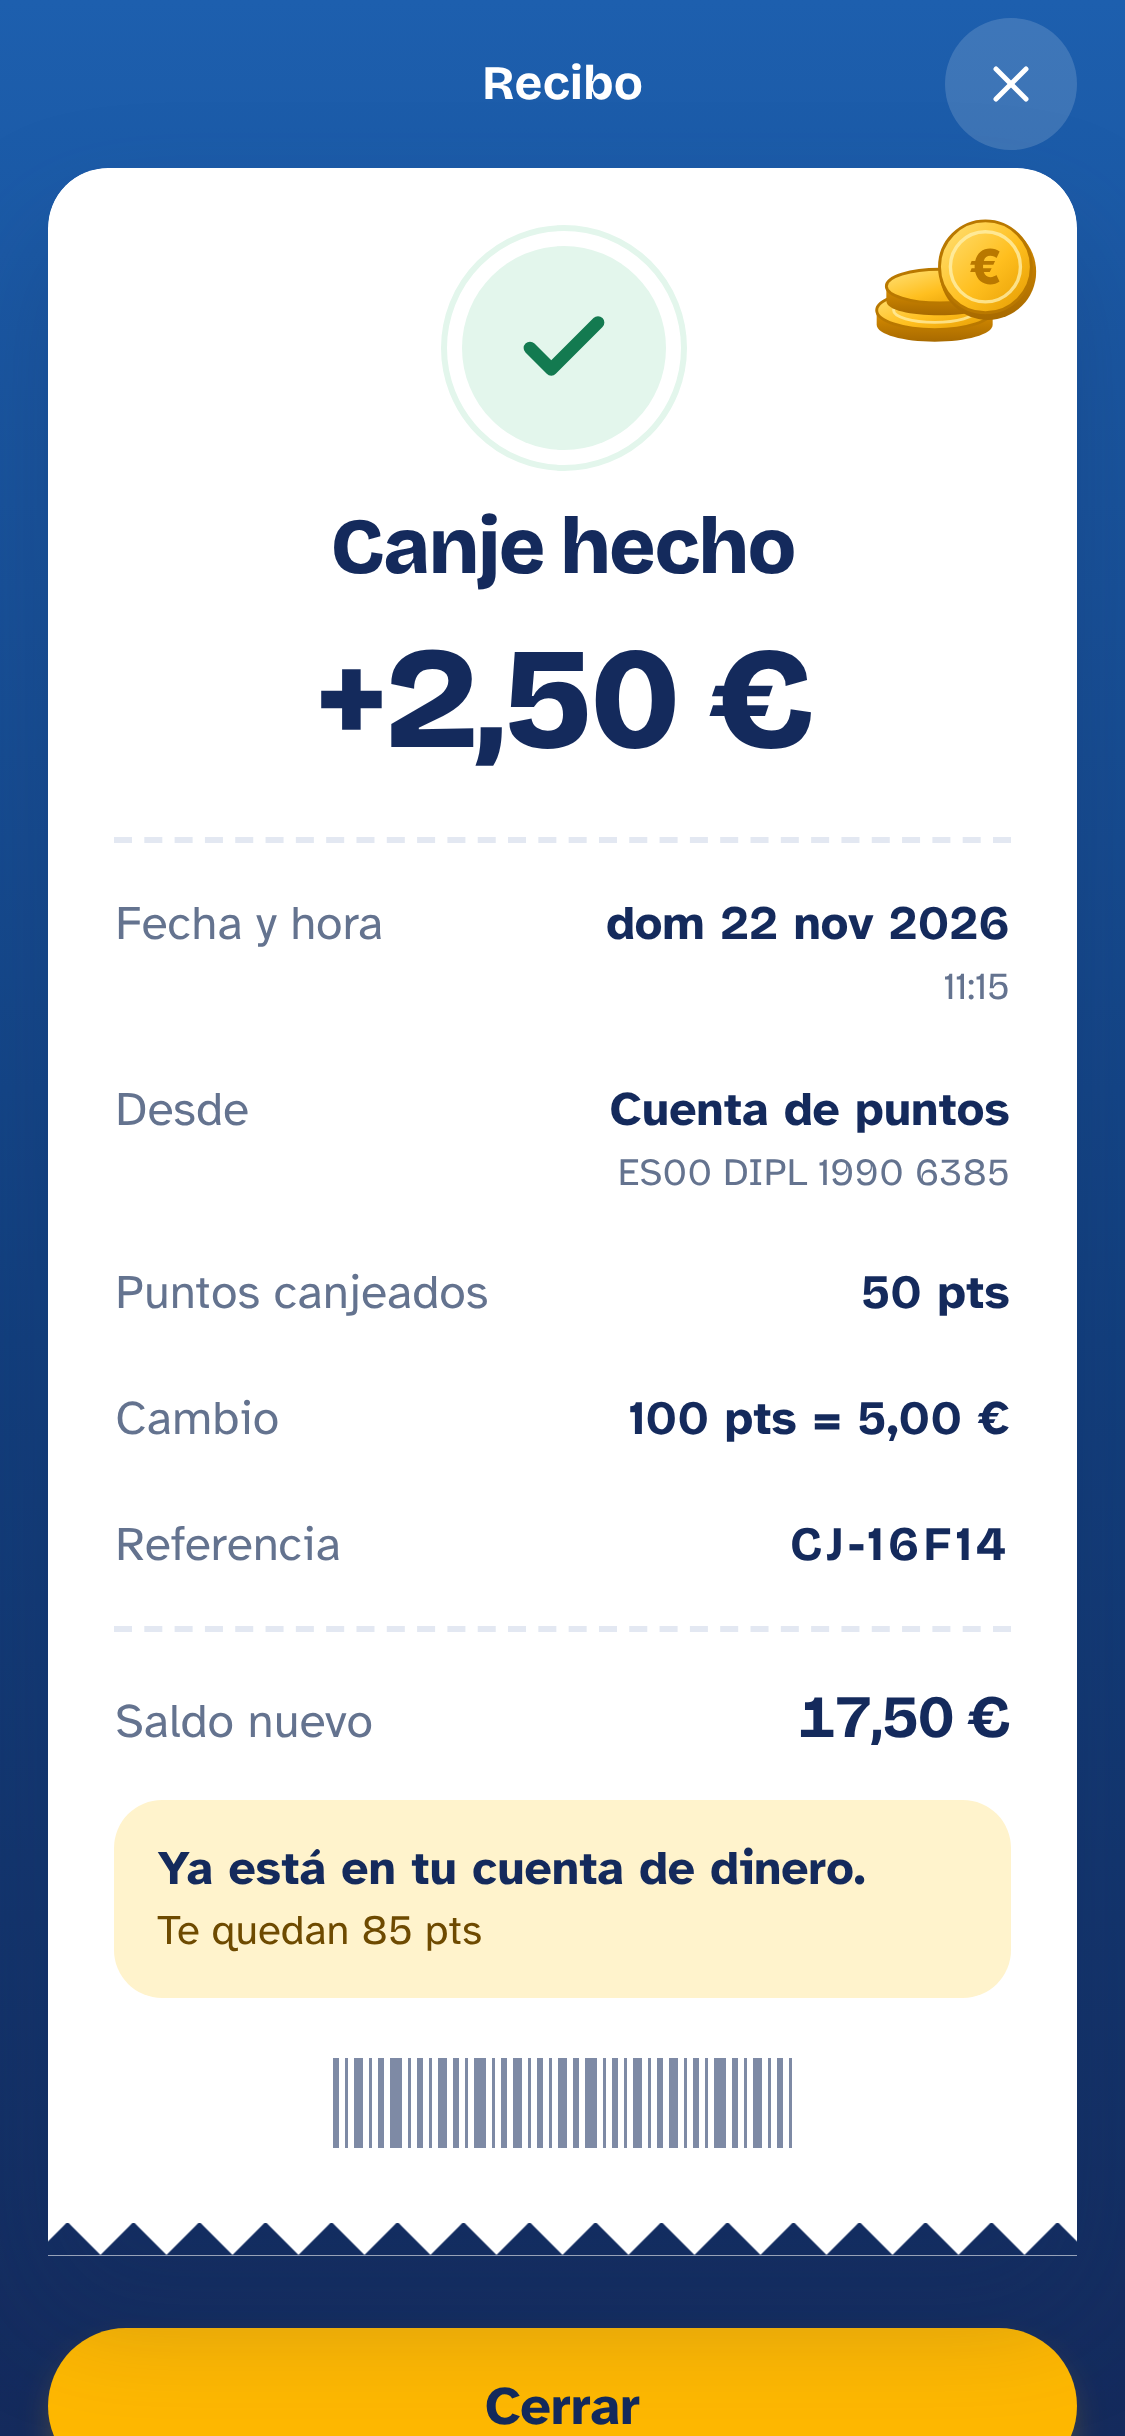 Recibo
€
Canje hecho
+2,50 €
Fecha y hora dom 22 nov 2026
11:15
Desde Cuenta de puntos
ES00 DIPL 1990 6385
Puntos canjeados 50 pts
Cambio 100 pts = 5,00 €
Referencia CJ-16F14
Saldo nuevo 17,50 €
Ya está en tu cuenta de dinero.
Te quedan 85 pts
Cerrar